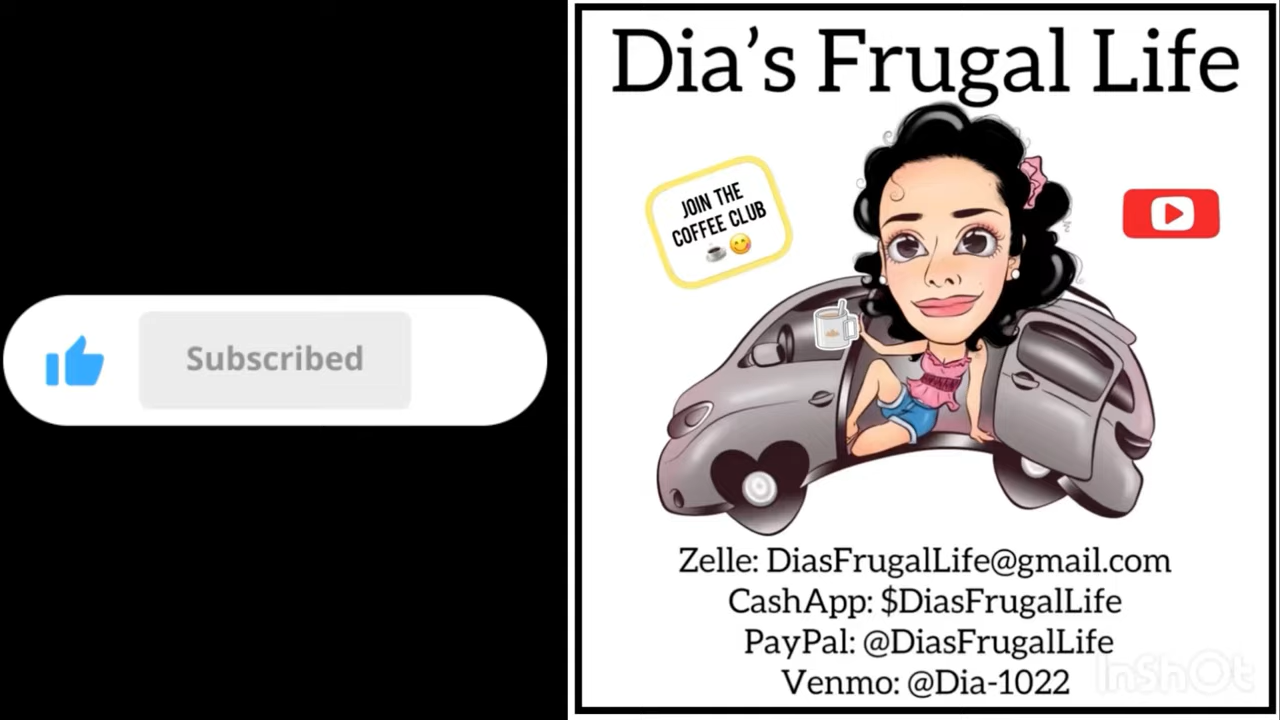 Subscribed
Dia's Frugal Life
JOIN THE
COFFEE CLUB
Zelle: DiasFrugalLife@gmail.com
CashApp: $DiasFrugalLife
PayPal: @DiasFrugalLife
Venmo: @Dia-1022
InShOt